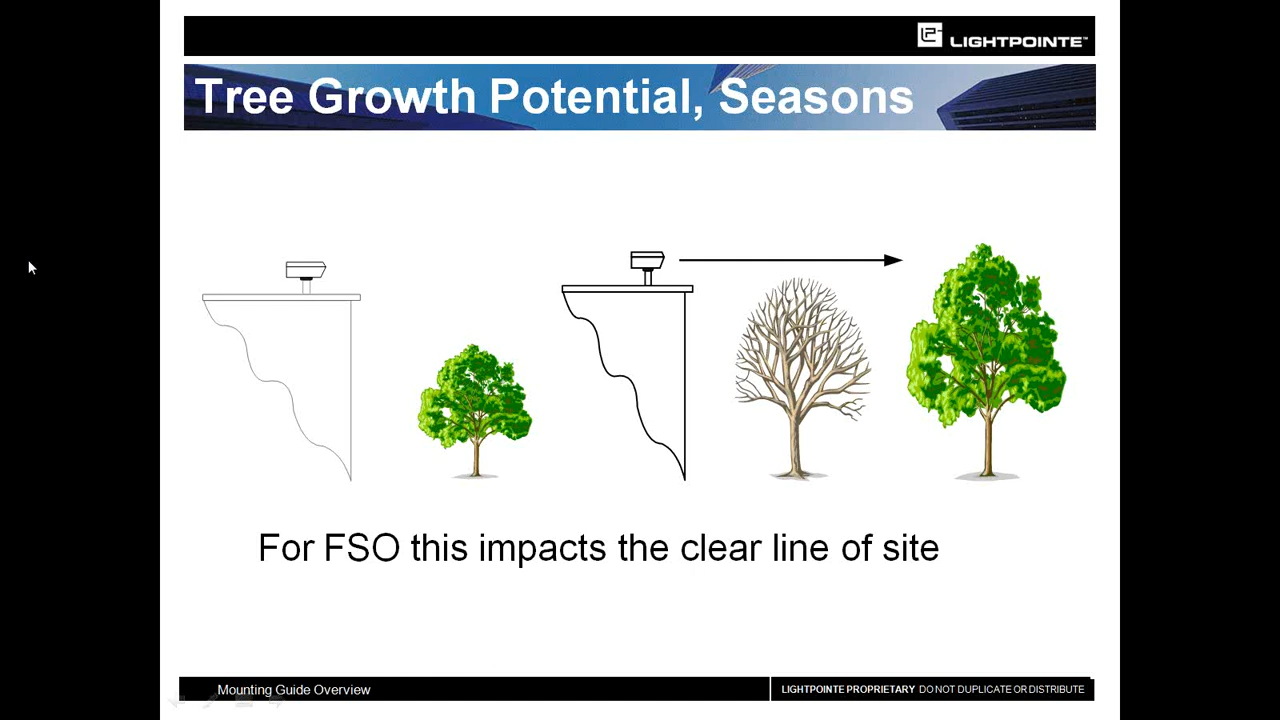 LIGHTPOINTE™
Tree Growth Potential, Seasons
For FSO this impacts the clear line of site
Mounting Guide Overview
LIGHTPOINTE PROPRIETARY DO NOT DUPLICATE OR DISTRIBUTE